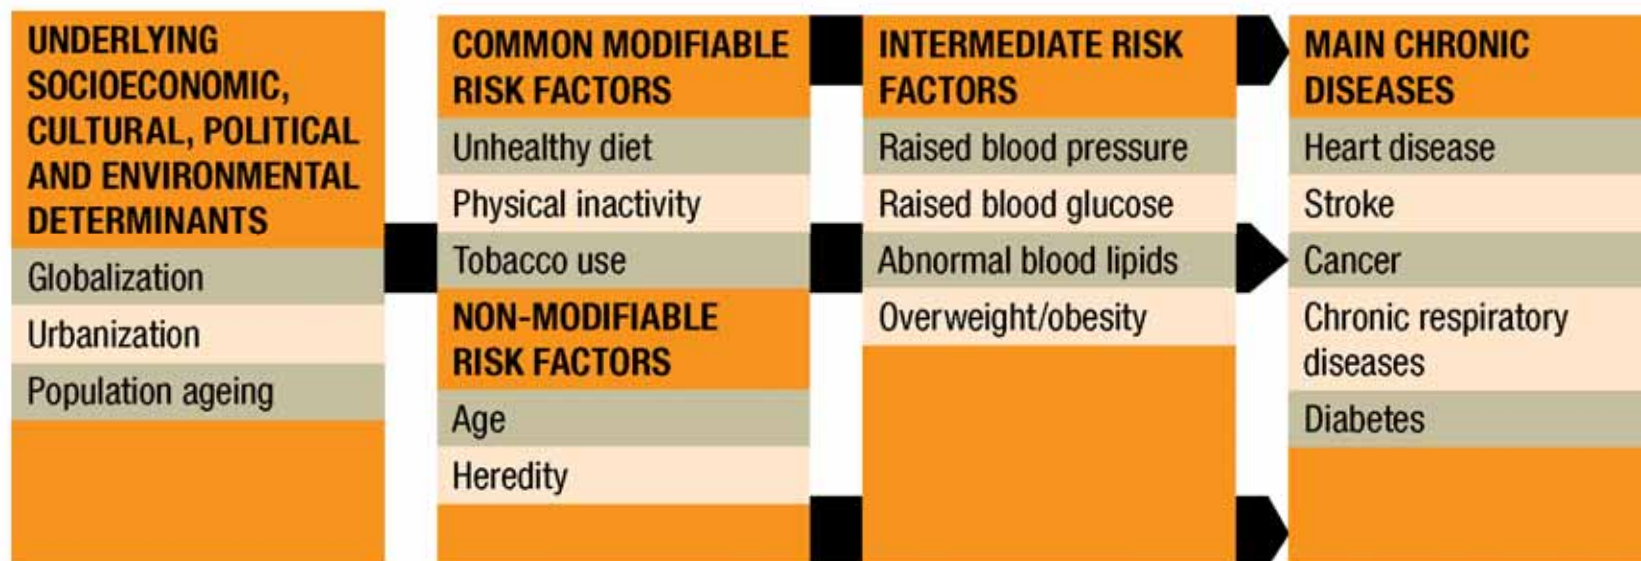 UNDERLYING
SOCIOECONOMIC,
CULTURAL, POLITICAL
AND ENVIRONMENTAL
DETERMINANTS
Globalization
Urbanization
Population ageing
COMMON MODIFIABLE
RISK FACTORS
Unhealthy diet
Physical inactivity
Tobacco use
NON-MODIFIABLE
RISK FACTORS
Age
Heredity
INTERMEDIATE RISK
FACTORS
Raised blood pressure
Raised blood glucose
Abnormal blood lipids
Overweight/obesity
MAIN CHRONIC
DISEASES
Heart disease
Stroke
Cancer
Chronic respiratory
diseases
Diabetes